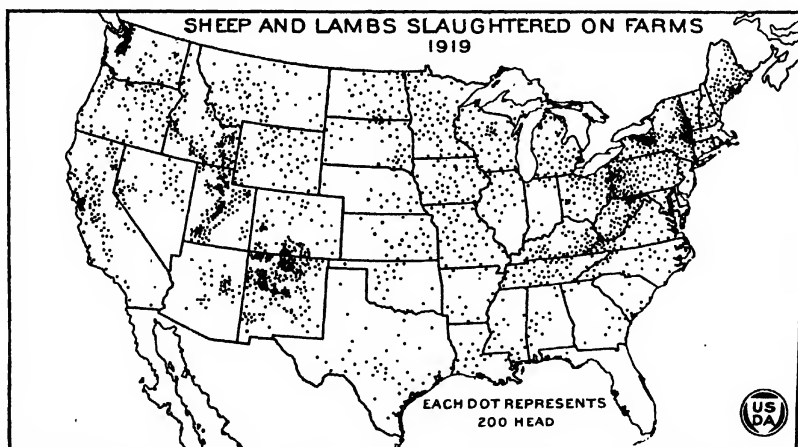 SHEEP AND LAMBS SLAUGHTERED ON FARMS
1919
EACH DOT REPRESENTS
200 HEAD
US
DA